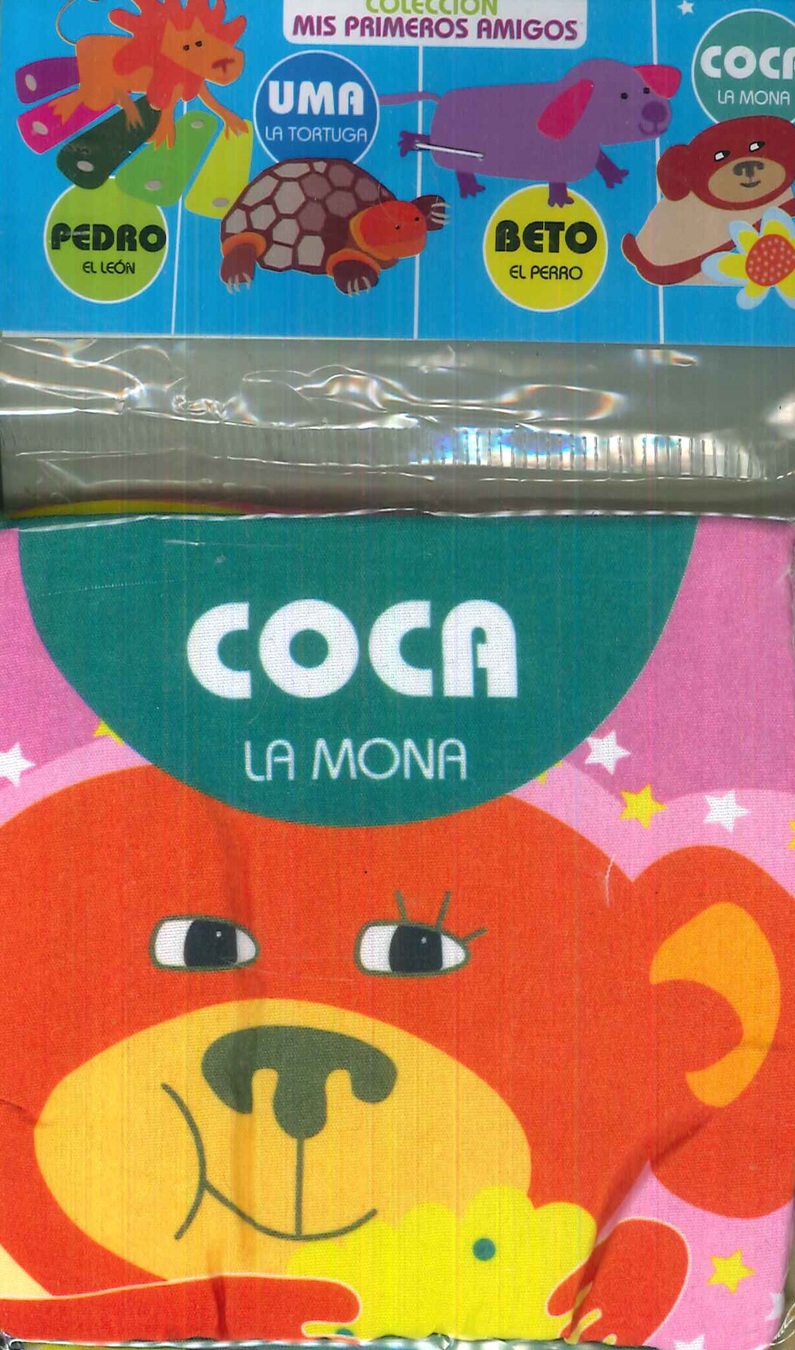 COLECCIÓN
MIS PRIMEROS AMIGOS
UMA
LA TORTUGA
COCA
LA MONA
PEDRO
EL LEÓN
BETO
EL PERRO
COCA
LA MONA